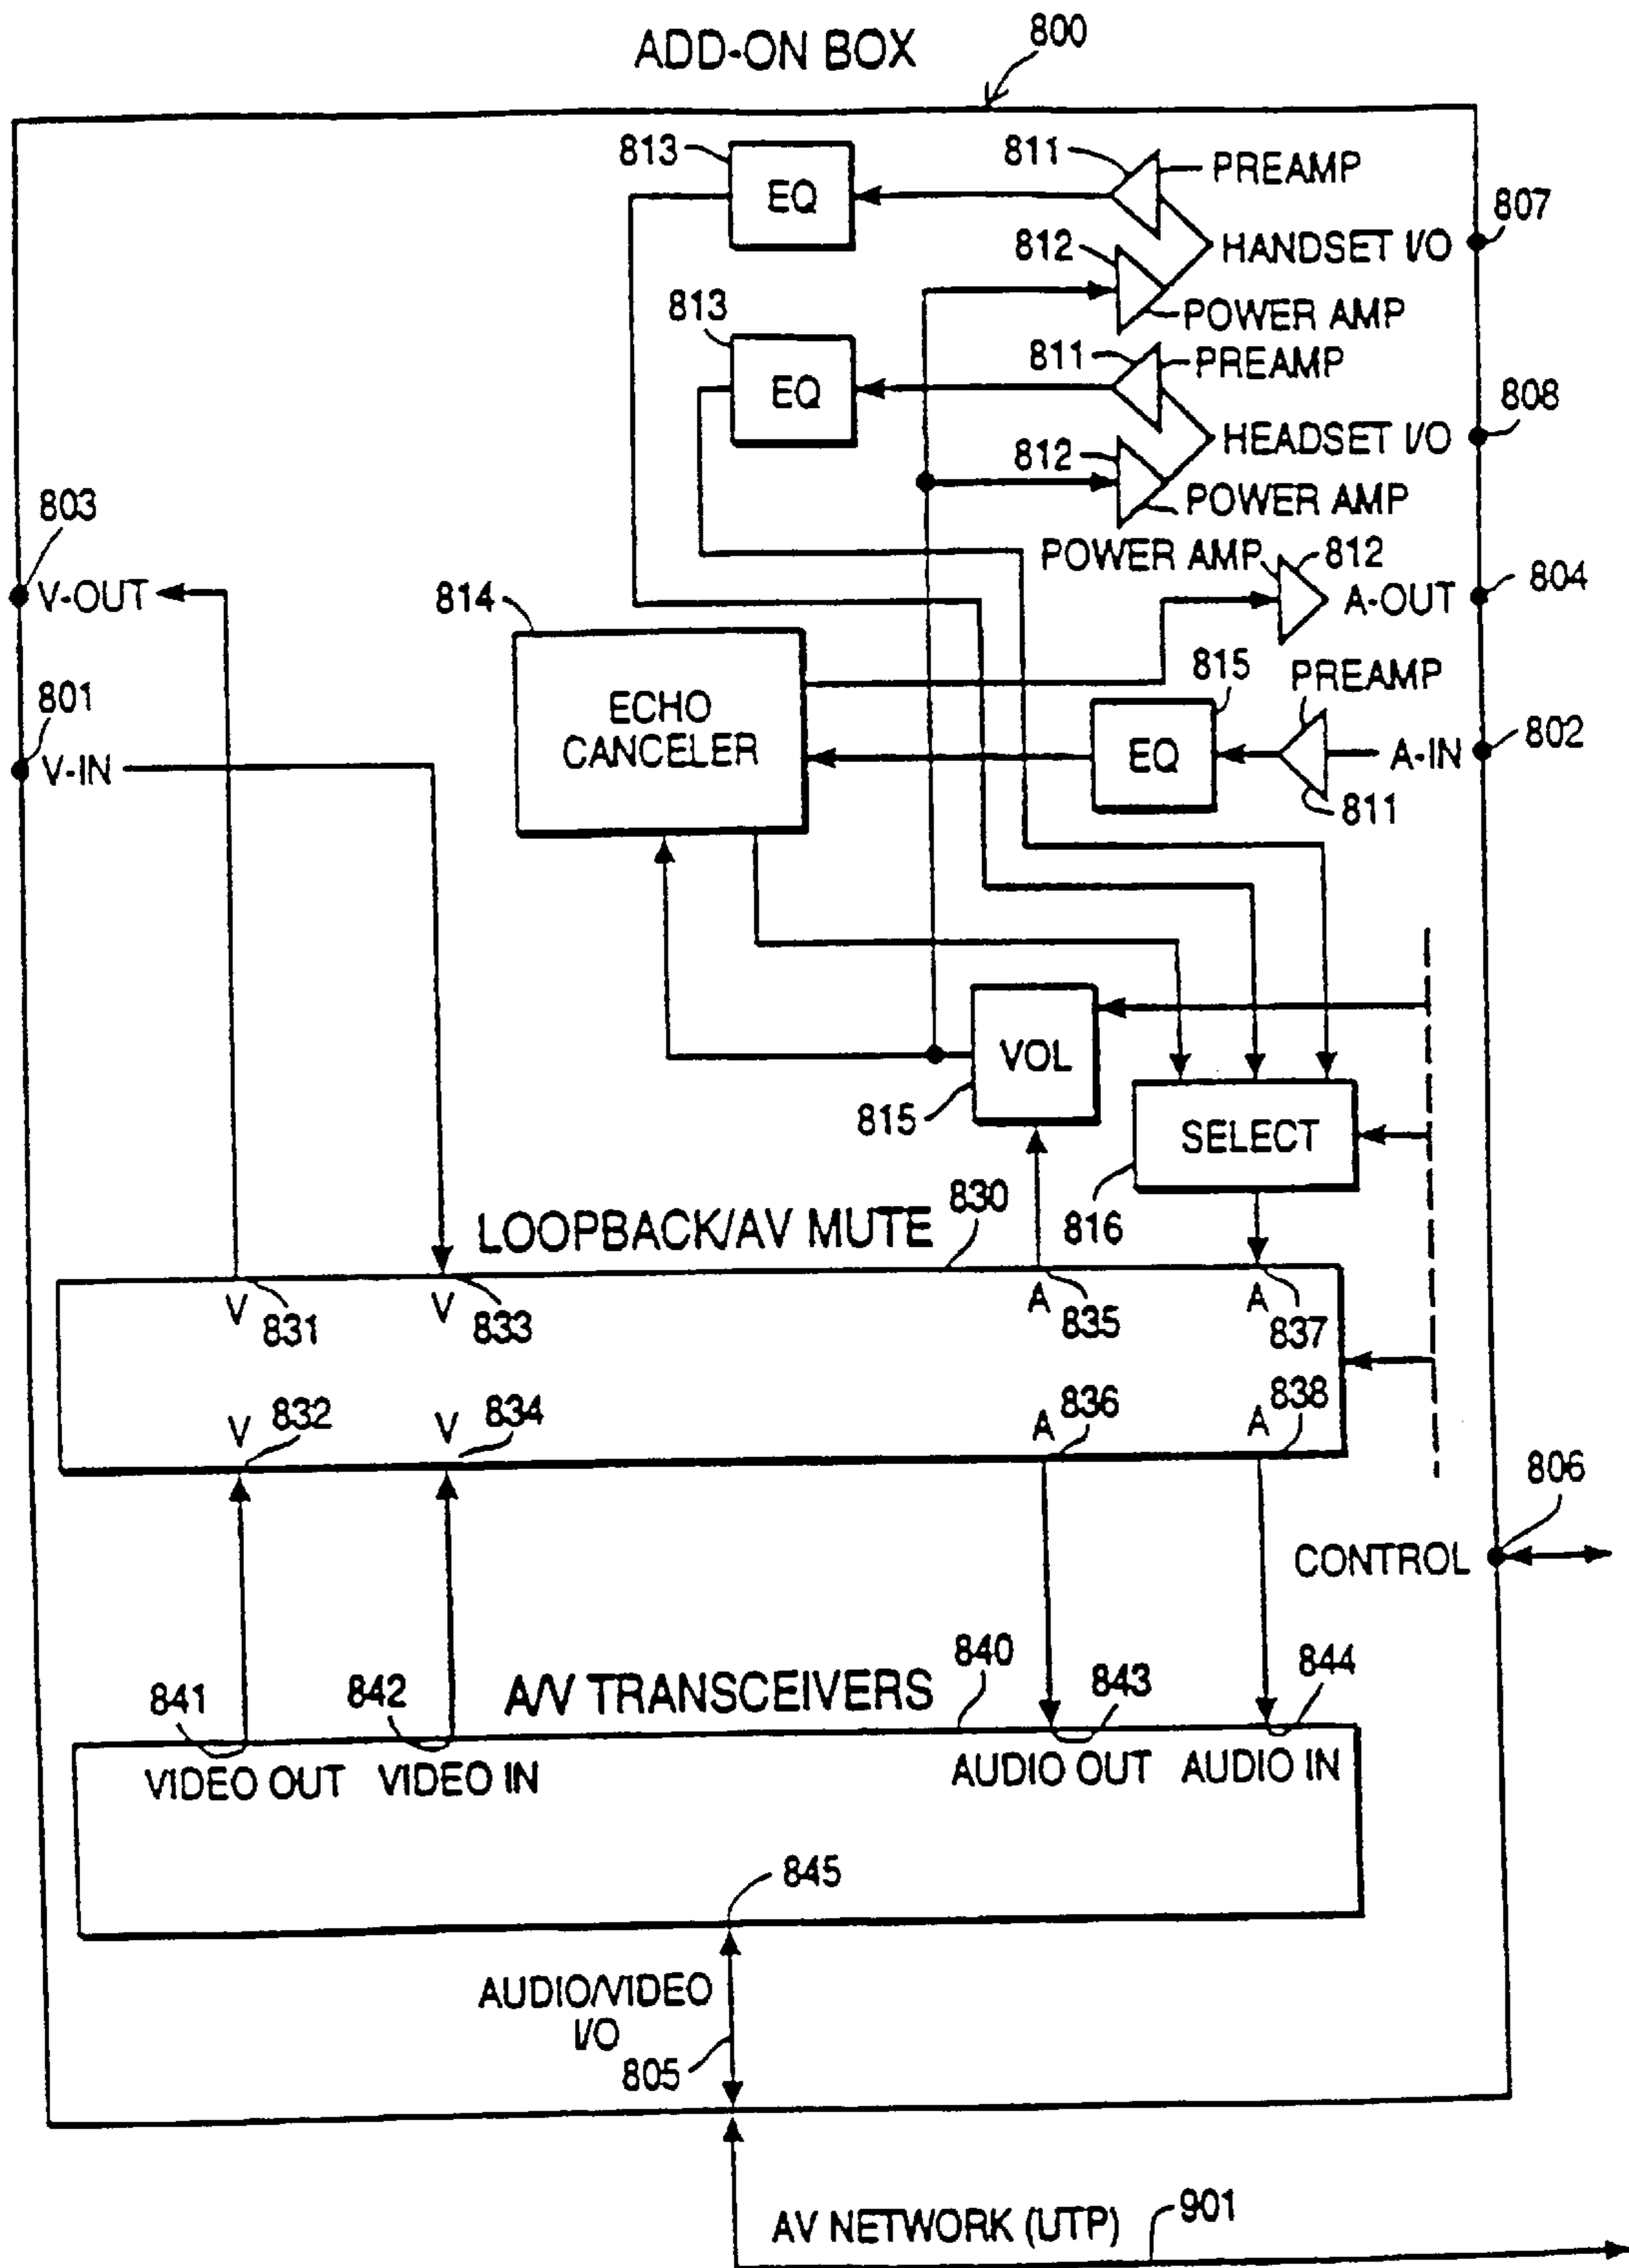 ADD-ON BOX
800
813
EQ
811
PREAMP
807
HANDSET I/O
812
POWER AMP
813
EQ
811
PREAMP
808
HEADSET I/O
812
POWER AMP
803
V-OUT
POWER AMP
812
804
A-OUT
814
ECHO
CANCELER
815
EQ
PREAMP
811
A-IN
802
801
V-IN
VOL
815
SELECT
816
LOOPBACK/AV MUTE
830
V
831
V
833
A
835
A
837
V
832
V
834
A
836
A
838
806
CONTROL
A/V TRANSCEIVERS
840
841
842
843
844
VIDEO OUT
VIDEO IN
AUDIO OUT
AUDIO IN
845
AUDIO/VIDEO
I/O
805
AV NETWORK (UTP)
901